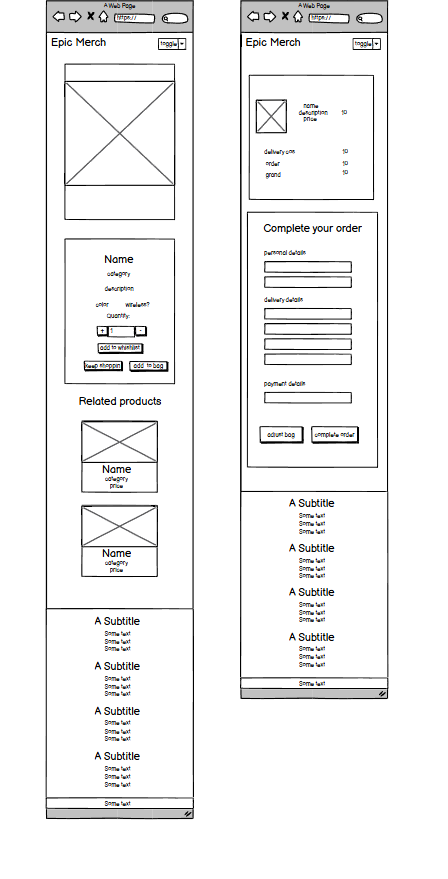 A Web Page
https://
Epic Merch
toggle
Name
category
description
color wireless?
Quantity:
+ 1 -
add to whishlist
keep shoppin add to bag
Related products
Name
category
price
Name
category
price
A Subtitle
Some text
Some text
Some text
A Subtitle
Some text
Some text
Some text
A Subtitle
Some text
Some text
Some text
A Subtitle
Some text
Some text
Some text
Some text
A Web Page
https://
Epic Merch
toggle
name
description 10
price
delivery cos 10
order 10
grand 10
Complete your order
personal details
delivery details
payment details
adjust bag complete order
A Subtitle
Some text
Some text
Some text
A Subtitle
Some text
Some text
Some text
A Subtitle
Some text
Some text
Some text
A Subtitle
Some text
Some text
Some text
Some text